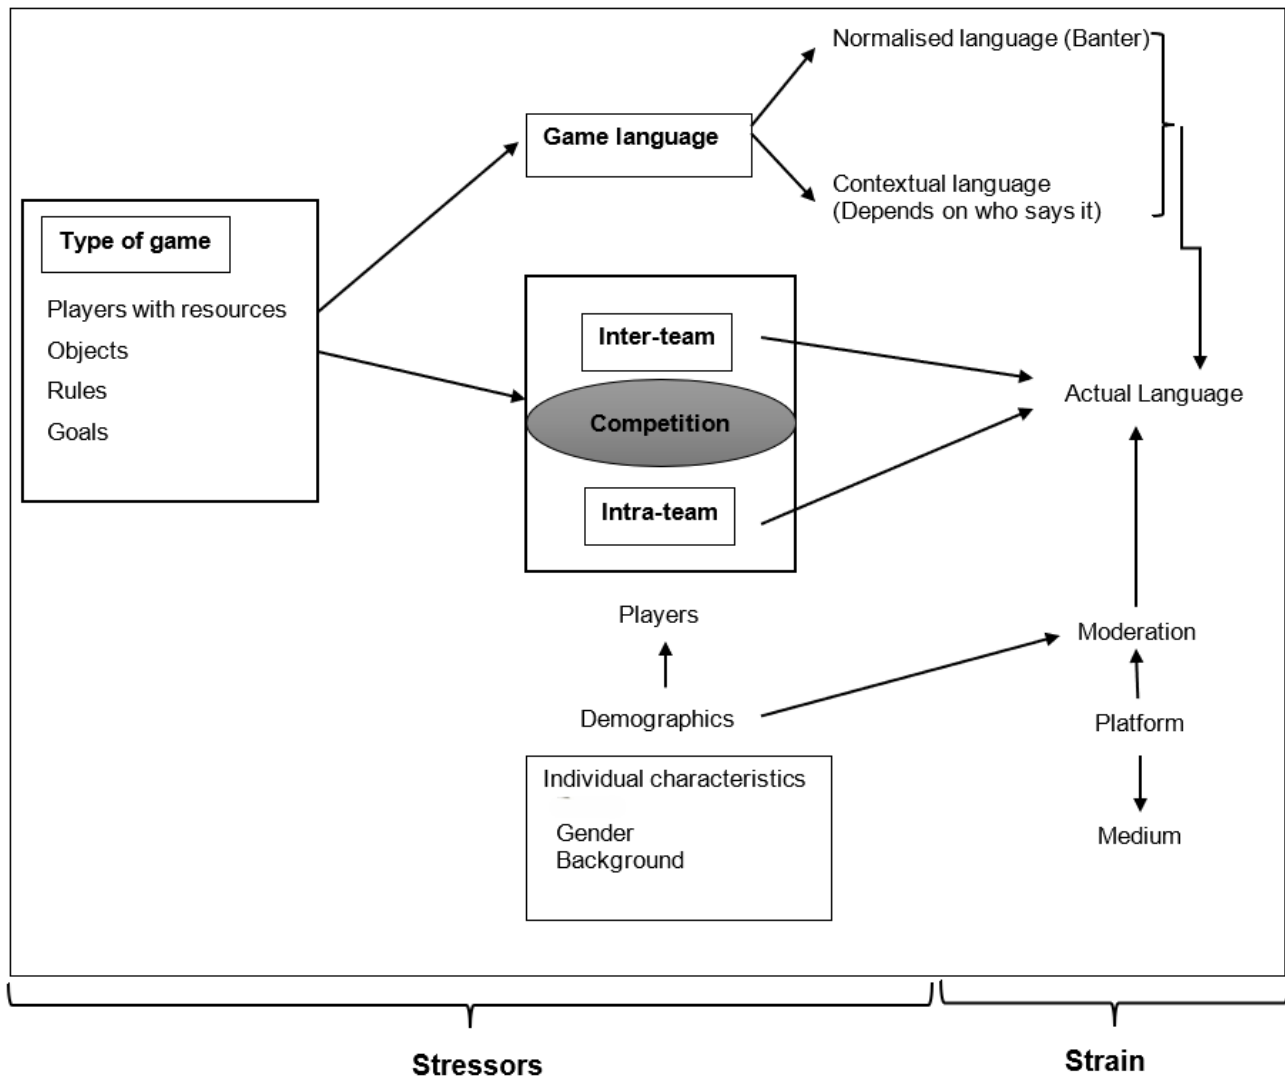 Normalised language (Banter)
Game language
Contextual language
(Depends on who says it)
Type of game
Players with resources
Objects
Rules
Goals
Inter-team
Competition
Intra-team
Actual Language
Players
Moderation
Demographics
Platform
Individual characteristics
Gender
Background
Medium
Stressors
Strain